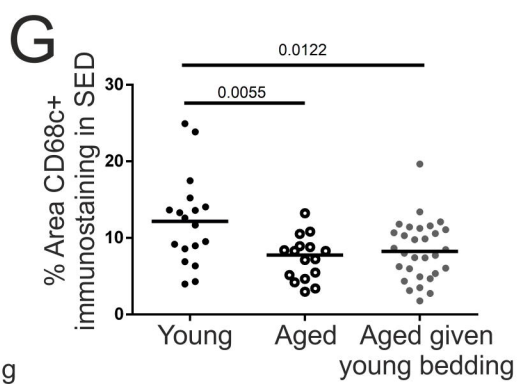 G
0.0122
0.0055
% Area CD68c+
immunostaining in SED
30
20
10
0
Young
Aged
Aged given
young bedding
g